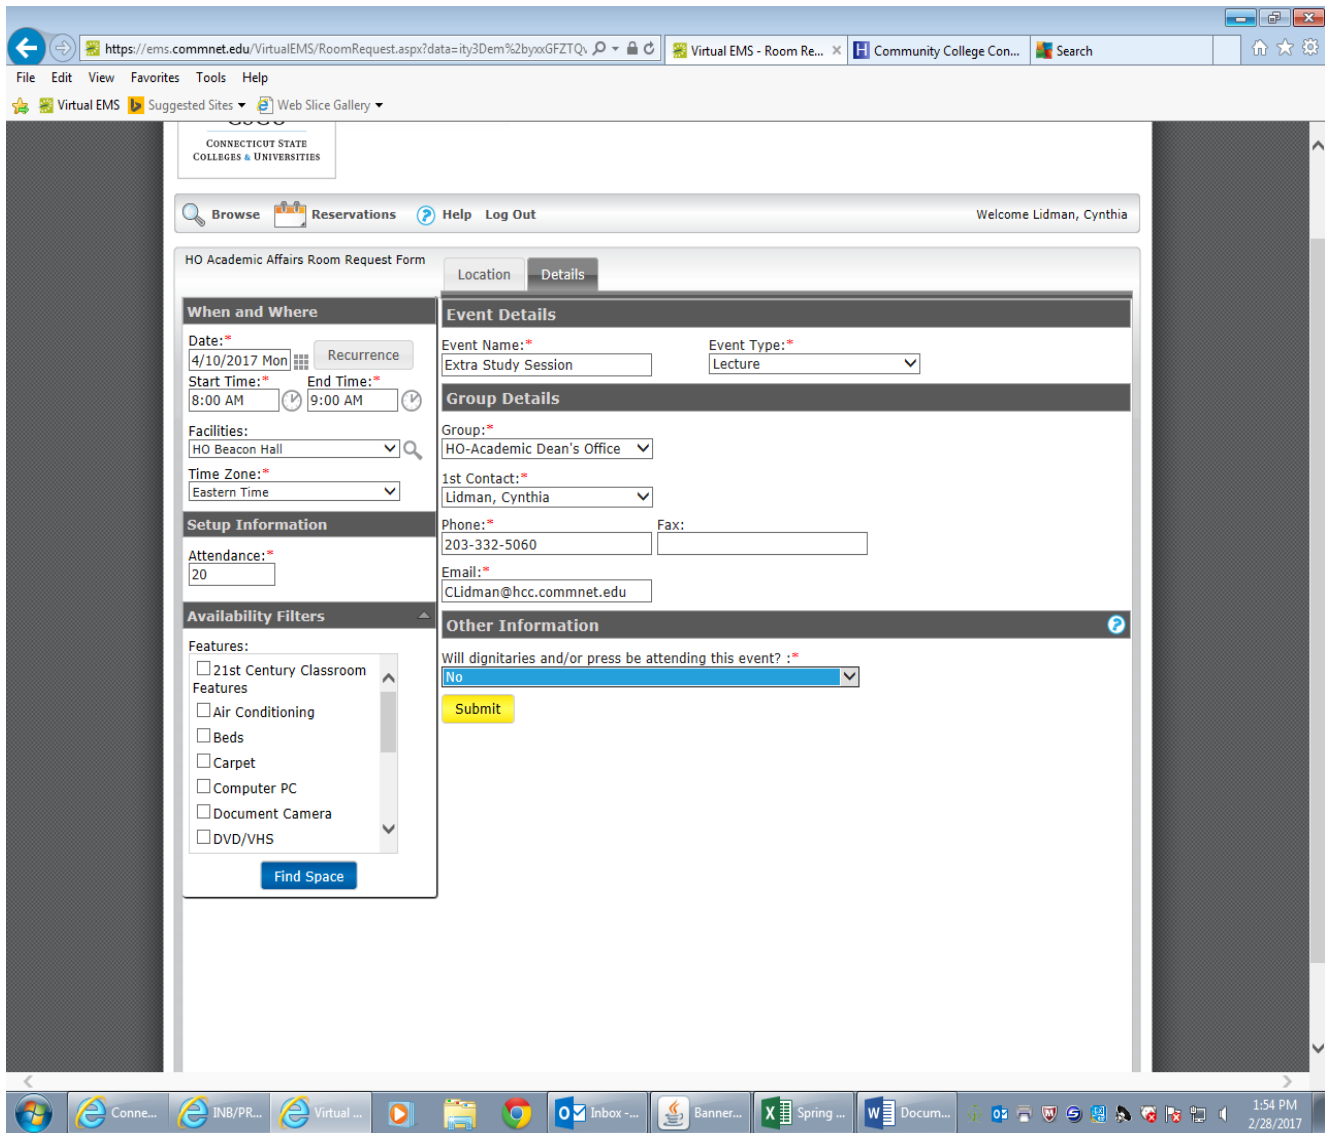 https://ems.commnet.edu/VirtualEMS/RoomRequest.aspx?data=ity3Dem%2byxxGFZTQv
Virtual EMS - Room Re...
Community College Con...
Search
File Edit View Favorites Tools Help
Virtual EMS Suggested Sites Web Slice Gallery
CONNECTICUT STATE
COLLEGES & UNIVERSITIES
Browse Reservations Help Log Out Welcome Lidman, Cynthia
HO Academic Affairs Room Request Form
Location Details
When and Where
Date:*
4/10/2017 Mon Recurrence
Start Time:* End Time:*
8:00 AM 9:00 AM
Facilities:
HO Beacon Hall
Time Zone:*
Eastern Time
Setup Information
Attendance:*
20
Availability Filters
Features:
21st Century Classroom
Features
Air Conditioning
Beds
Carpet
Computer PC
Document Camera
DVD/VHS
Find Space
Event Details
Event Name:* Event Type:*
Extra Study Session Lecture
Group Details
Group:*
HO-Academic Dean's Office
1st Contact:*
Lidman, Cynthia
Phone:* Fax:
203-332-5060
Email:*
CLidman@hcc.commnet.edu
Other Information
Will dignitaries and/or press be attending this event? :*
No
Submit
Conne... INB/PR... Virtual ... Inbox -... Banner... Spring ... Docum...
1:54 PM
2/28/2017